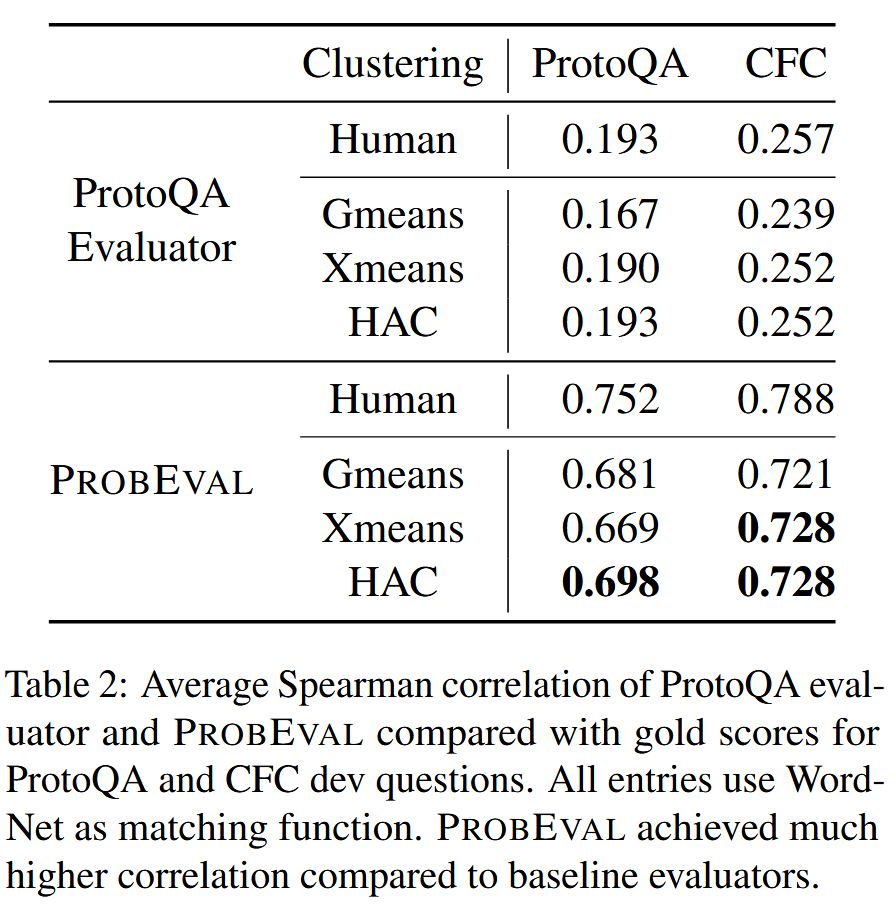 Clustering ProtoQA CFC
Human 0.193 0.257
ProtoQA
Evaluator
Gmeans 0.167 0.239
Xmeans 0.190 0.252
HAC 0.193 0.252
Human 0.752 0.788
PROBEVAL
Gmeans 0.681 0.721
Xmeans 0.669 0.728
HAC 0.698 0.728
Table 2: Average Spearman correlation of ProtoQA eval-
uator and PROBEVAL compared with gold scores for
ProtoQA and CFC dev questions. All entries use Word-
Net as matching function. PROBEVAL achieved much
higher correlation compared to baseline evaluators.